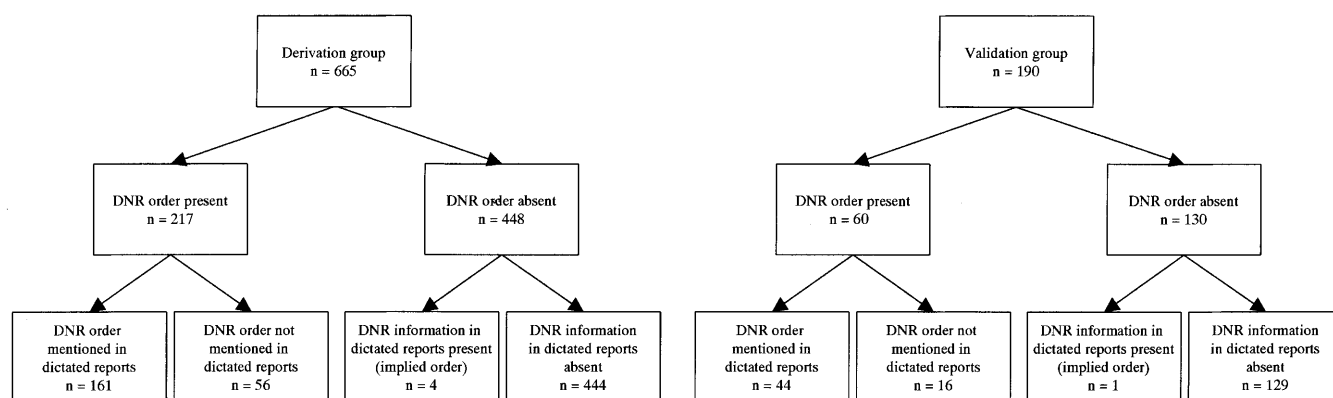 Derivation group
n = 665
Validation group
n = 190
DNR order present
n = 217
DNR order absent
n = 448
DNR order present
n = 60
DNR order absent
n = 130
DNR order
mentioned in
dictated reports
n = 161
DNR order not
mentioned in
dictated reports
n = 56
DNR information in
dictated reports present
(implied order)
n = 4
DNR information
in dictated reports
absent
n = 444
DNR order
mentioned in
dictated reports
n = 44
DNR order not
mentioned in
dictated reports
n = 16
DNR information in
dictated reports present
(implied order)
n = 1
DNR information
in dictated reports
absent
n = 129